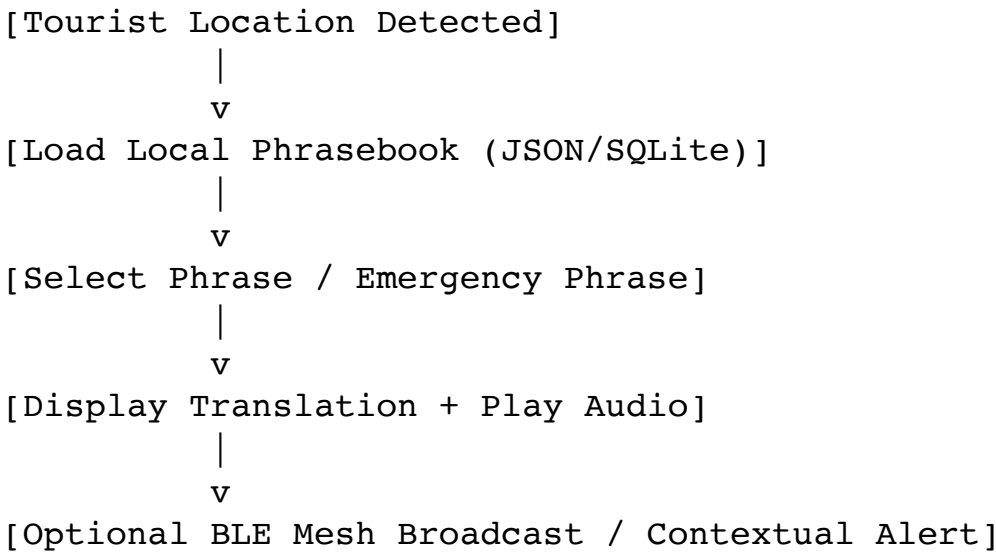 [Tourist Location Detected]
|
v
[Load Local Phrasebook (JSON/SQLite)]
|
v
[Select Phrase / Emergency Phrase]
|
v
[Display Translation + Play Audio]
|
v
[Optional BLE Mesh Broadcast / Contextual Alert]